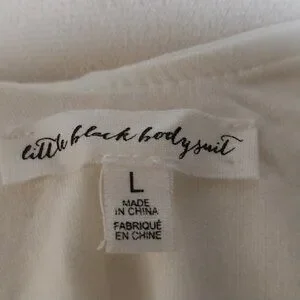 little black bodysuit
L
MADE
IN CHINA
FABRIQUÉ
EN CHINE